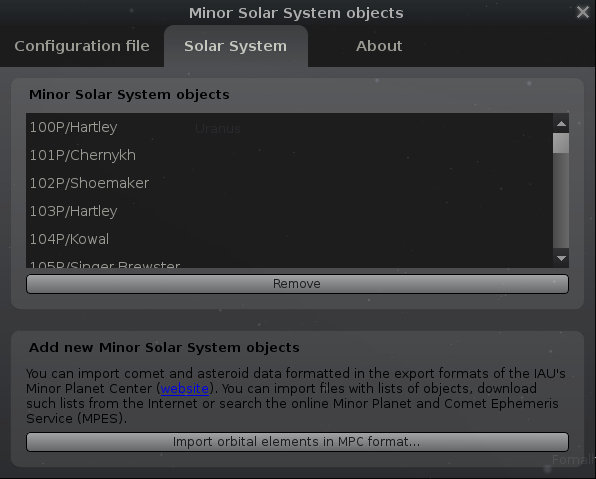 Minor Solar System objects
Configuration file
Solar System
About
Minor Solar System objects
100P/Hartley
Uranus
101P/Chernykh
102P/Shoemaker
103P/Hartley
104P/Kowal
105P/Singer Brewster
Remove
Add new Minor Solar System objects
You can import comet and asteroid data formatted in the export formats of the IAU's
Minor Planet Center (website). You can import files with lists of objects, download
such lists from the Internet or search the online Minor Planet and Comet Ephemeris
Service (MPES).
Import orbital elements in MPC format...